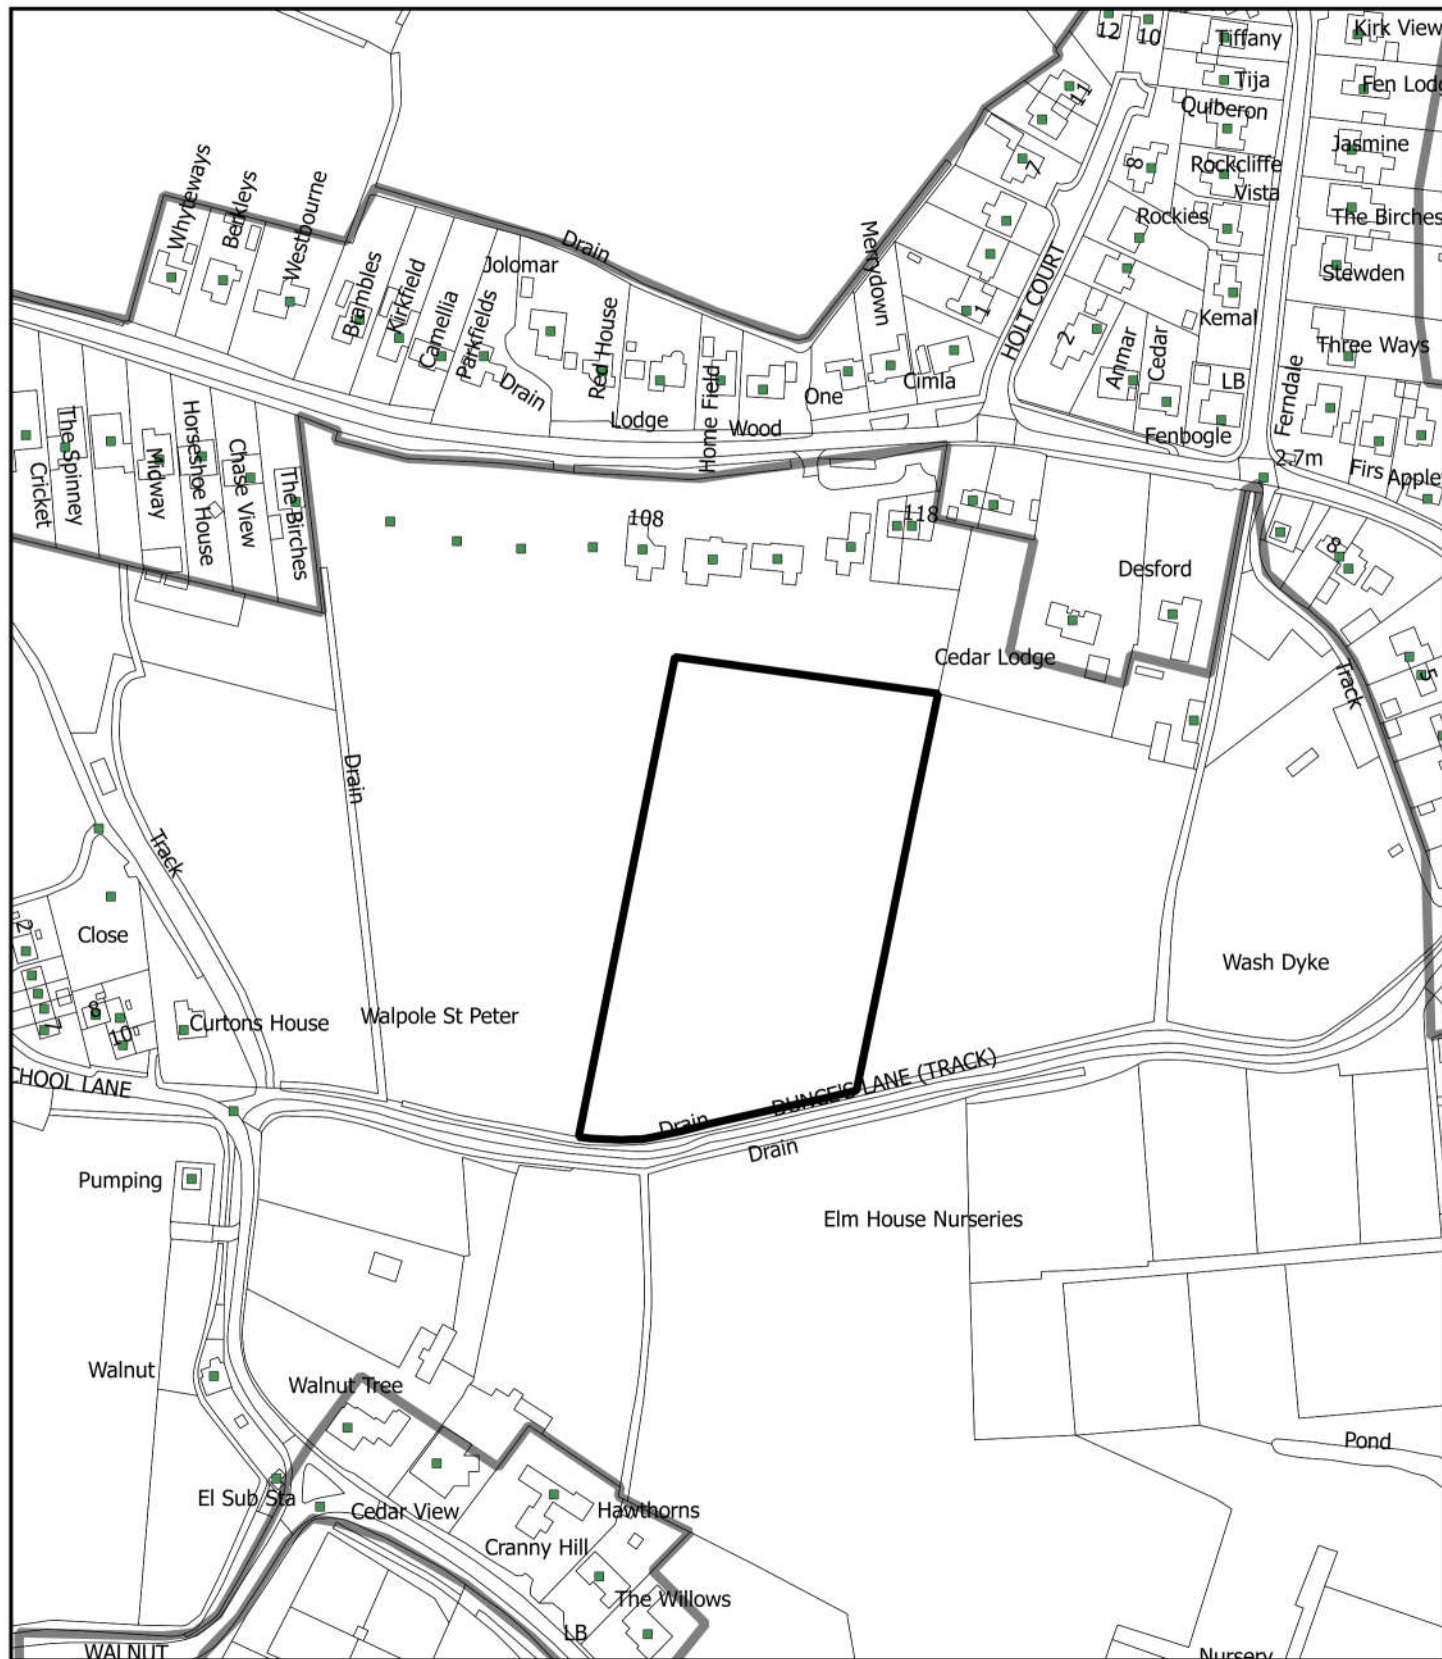 12
10
Tiffany
Kirk View
Tija
Fen Lodg
11
Quiberon
Jasmine
7
8
Rockcliffe
Vista
Rockies
The Birches
Whyteways
Berkleys
Westbourne
Drain
Merrydown
Stewden
Jolomar
Brambles
Kirkfield
Camellia
Parkfields
HOLT COURT
1
2
Kemal
Three Ways
Red House
Drain
Anmar
Cedar
Cimla
LB
One
Ferndale
Lodge
Home Field
Wood
Fenbogle
2.7m
Firs
Apple
Cricket
The Spinney
Midway
Horseshoe House
Chase View
The Birches
108
118
8
Desford
Cedar Lodge
Track
5
Drain
Track
2
Close
Wash Dyke
7
8
10
Curtons House
Walpole St Peter
CHOOL LANE
DUNGE'S LANE (TRACK)
Drain
Drain
Pumping
Elm House Nurseries
Walnut
Walnut Tree
Pond
El Sub Sta
Cedar View
Hawthorns
Cranny Hill
The Willows
LB
WALNUT
Nursery